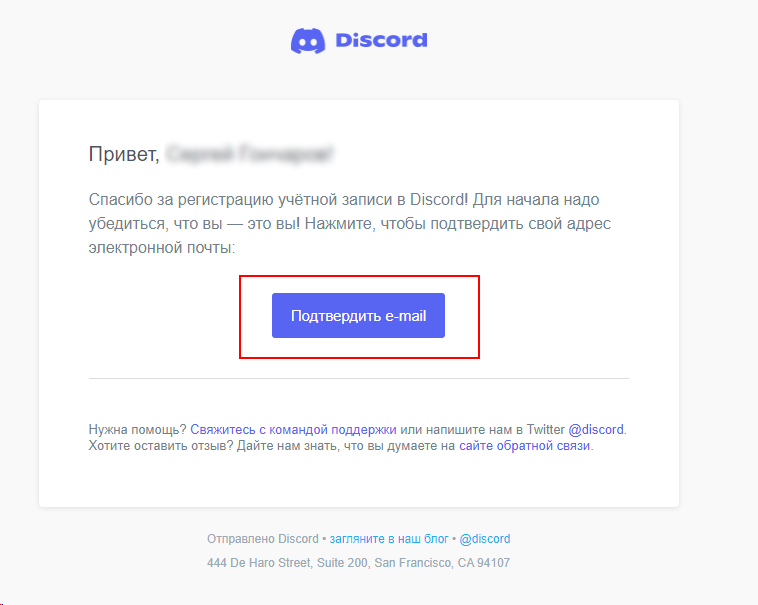 Discord
Привет,
Спасибо за регистрацию учётной записи в Discord! Для начала надо
убедиться, что вы — это вы! Нажмите, чтобы подтвердить свой адрес
электронной почты:
Подтвердить e-mail
Нужна помощь? Свяжитесь с командой поддержки или напишите нам в Twitter @discord.
Хотите оставить отзыв? Дайте нам знать, что вы думаете на сайте обратной связи.
Отправлено Discord • загляните в наш блог • @discord
444 De Haro Street, Suite 200, San Francisco, CA 94107